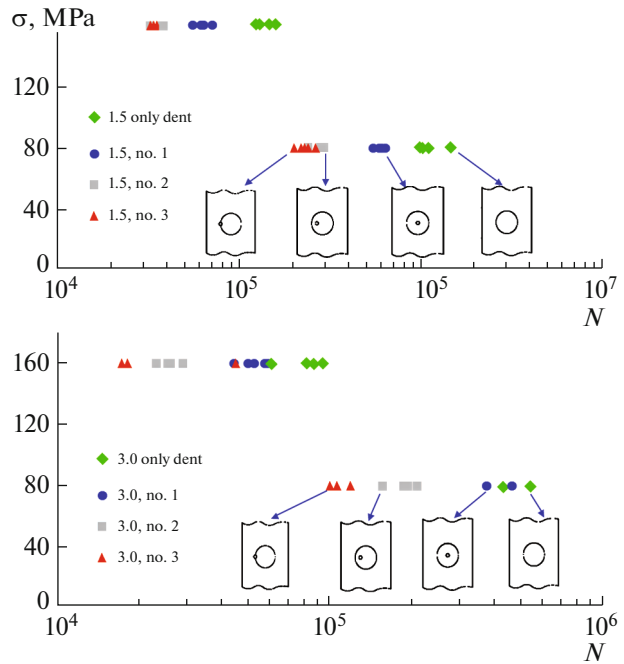 σ, MPa
160
120
80
40
0
1.5 only dent
1.5, no. 1
1.5, no. 2
1.5, no. 3
10⁴
10⁵
10⁵
10⁷
N
160
120
80
40
0
3.0 only dent
3.0, no. 1
3.0, no. 2
3.0, no. 3
10⁴
10⁵
10⁶
N